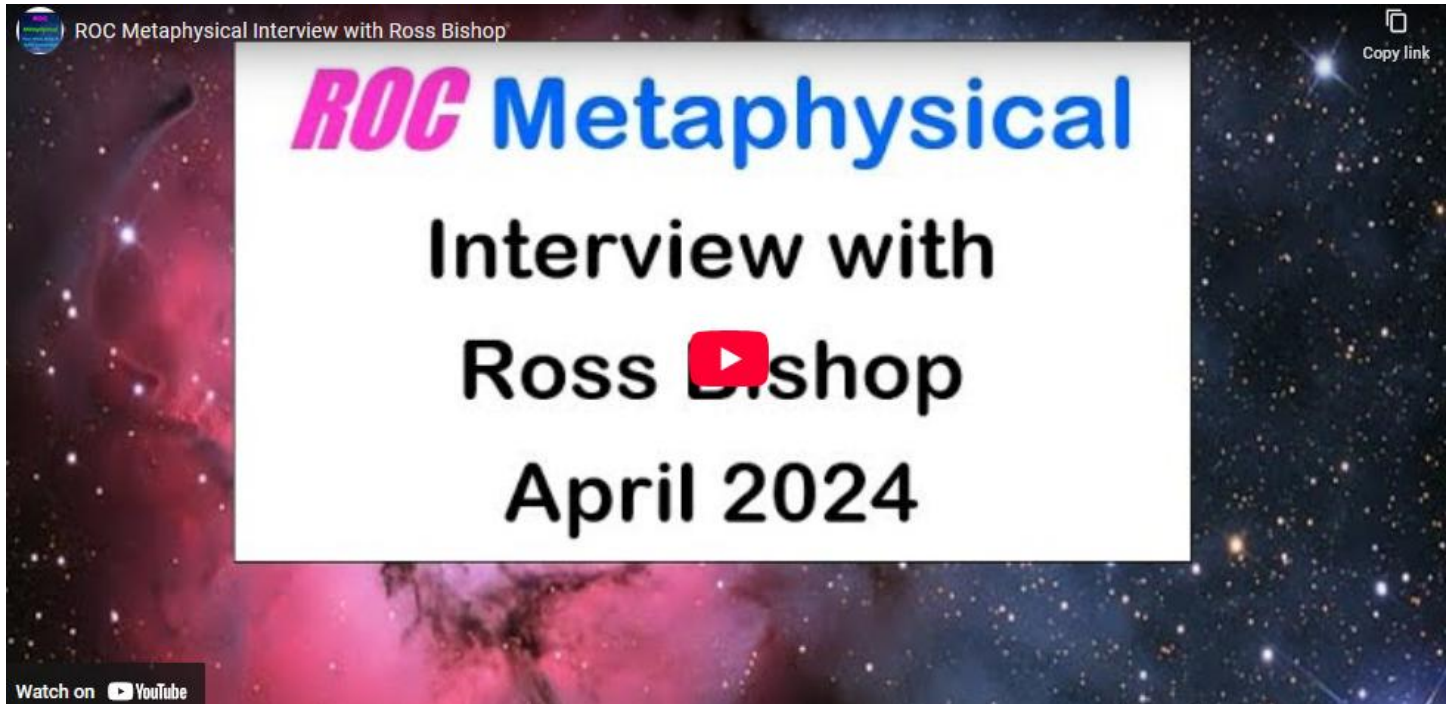 ROC Metaphysical Interview with Ross Bishop
Copy link
ROC Metaphysical
Interview with
Ross Bishop
April 2024
Watch on YouTube